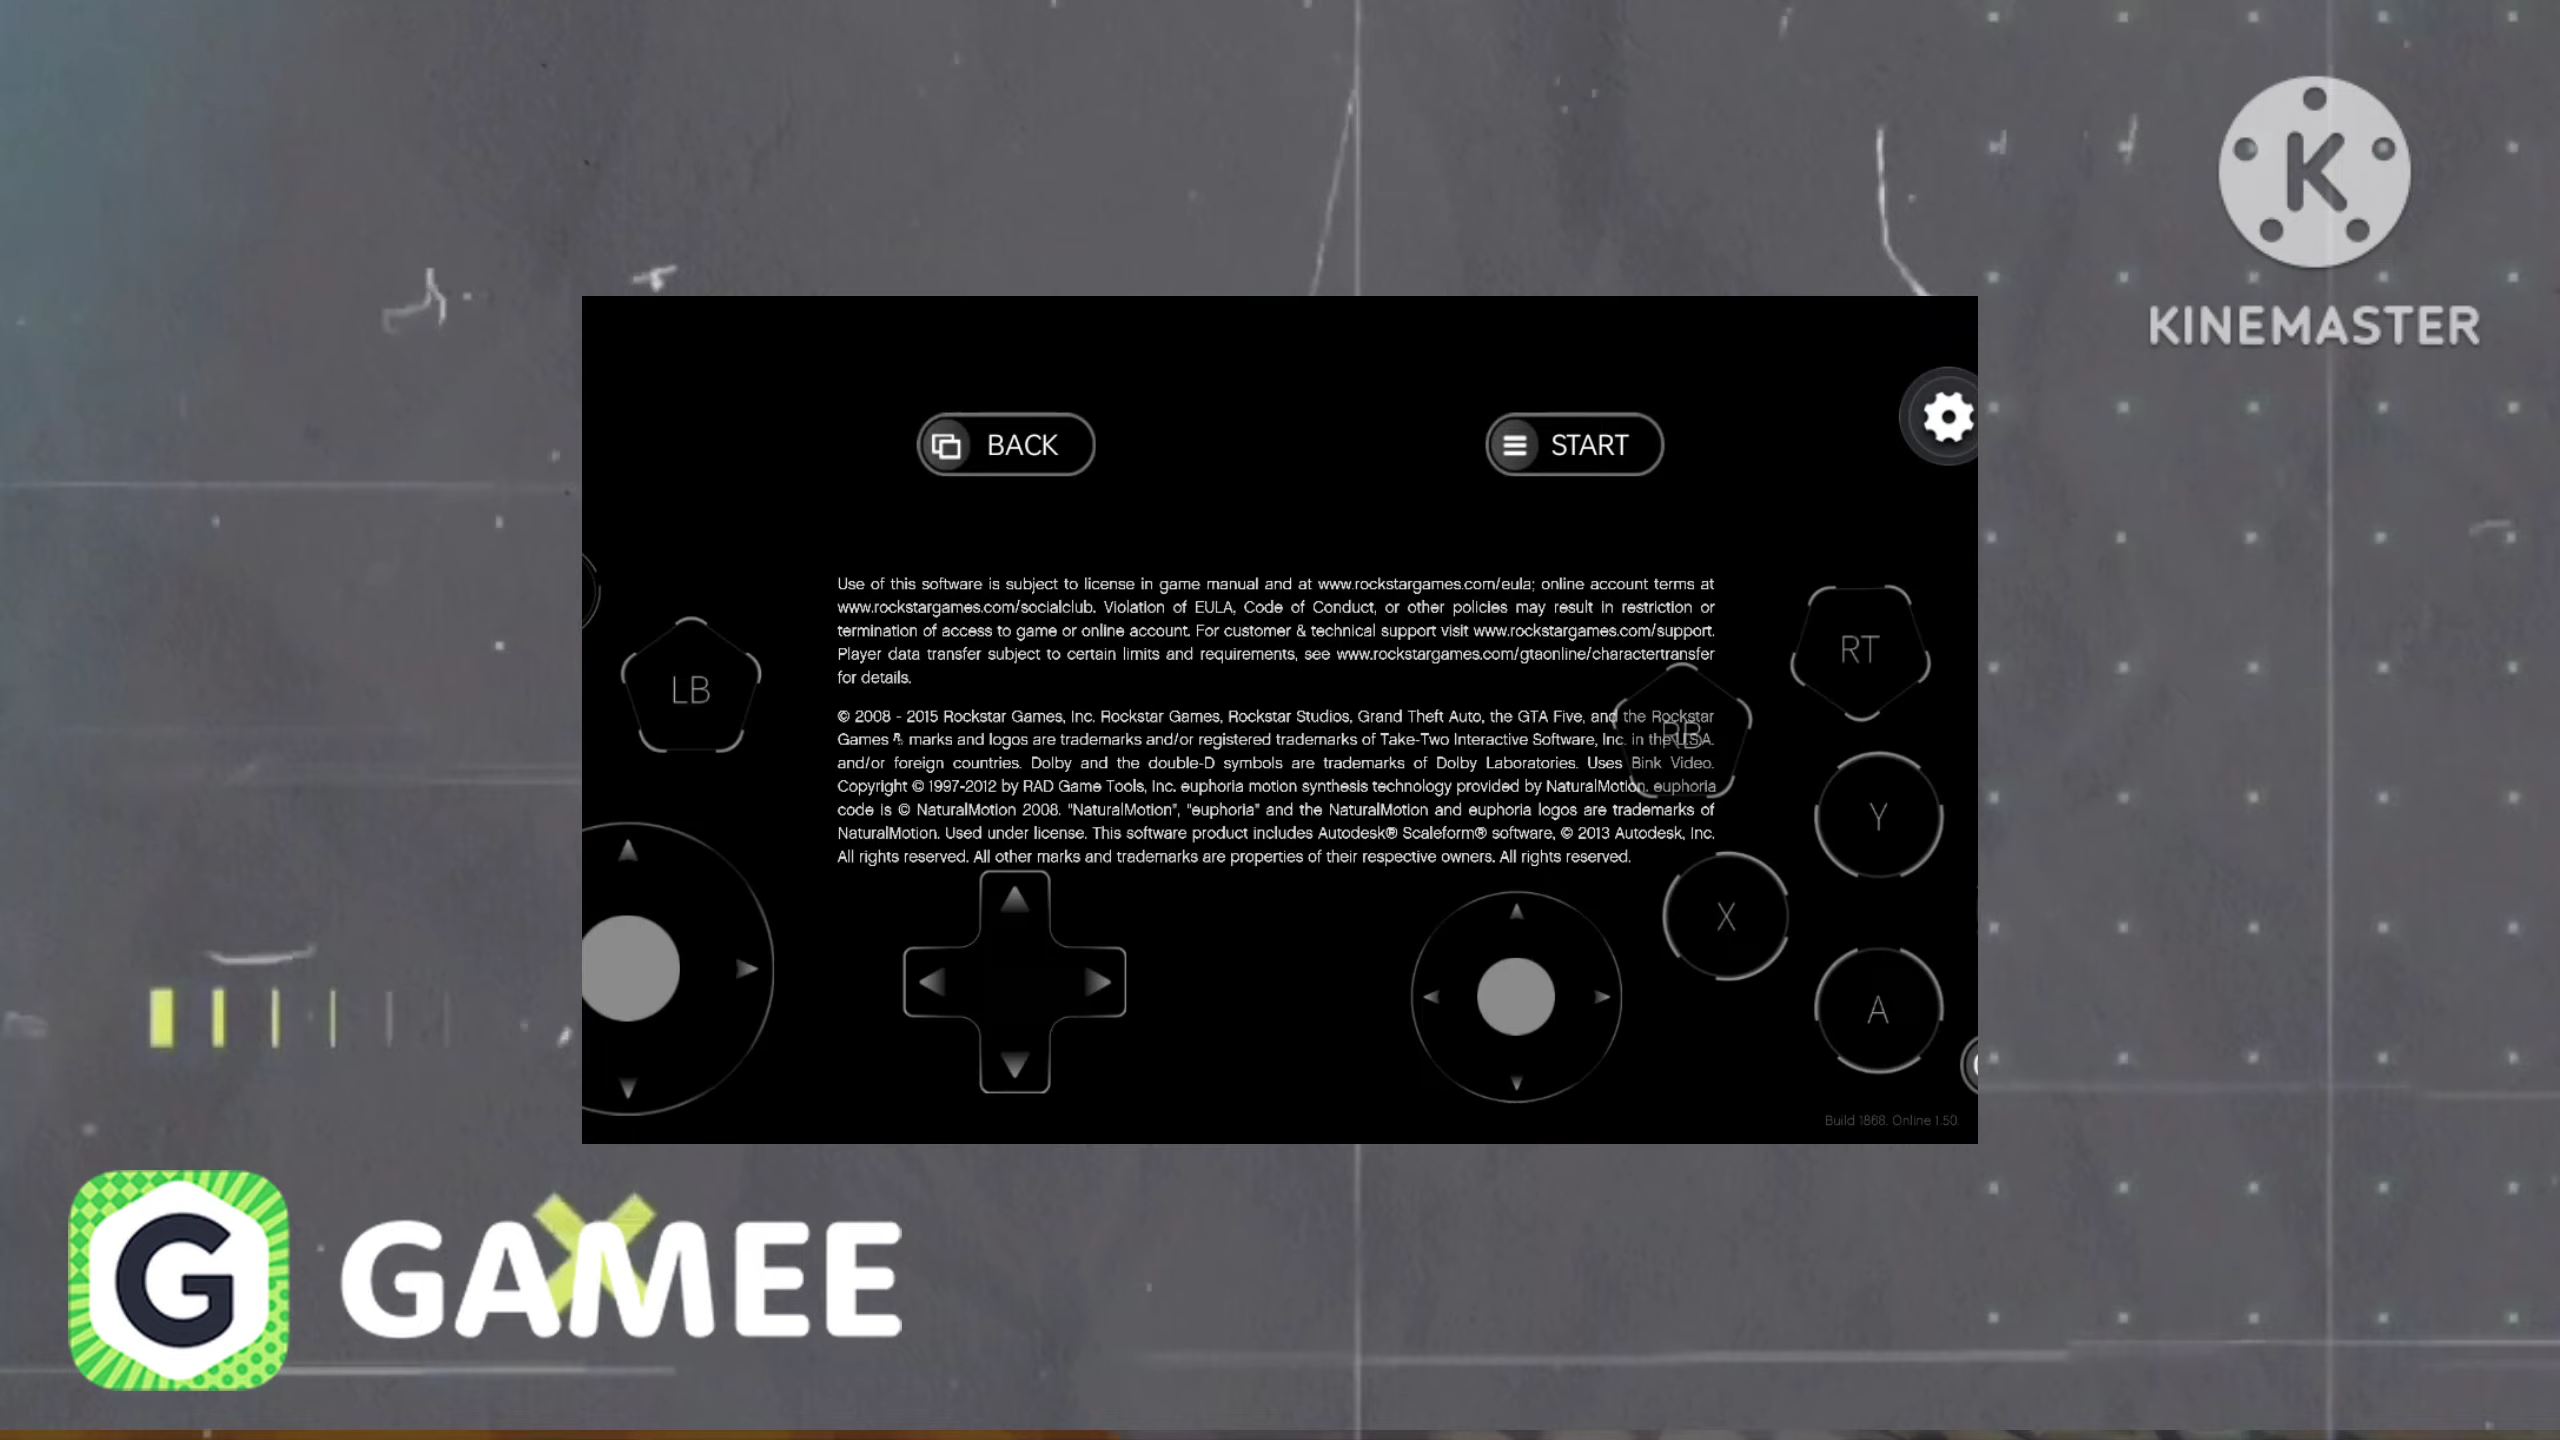 KINEMASTER
BACK
START
Use of this software is subject to license in game manual and at www.rockstargames.com/eula; online account terms at
www.rockstargames.com/socialclub. Violation of EULA, Code of Conduct, or other policies may result in restriction or
termination of access to game or online account. For customer & technical support visit www.rockstargames.com/support.
Player data transfer subject to certain limits and requirements, see www.rockstargames.com/gtaonline/charactertransfer
for details.
© 2008 - 2015 Rockstar Games, Inc. Rockstar Games, Rockstar Studios, Grand Theft Auto, the GTA Five, and the Rockstar
Games R* marks and logos are trademarks and/or registered trademarks of Take-Two Interactive Software, Inc. in the U.S.A.
and/or foreign countries. Dolby and the double-D symbols are trademarks of Dolby Laboratories. Uses Bink Video.
Copyright © 1997-2012 by RAD Game Tools, Inc. euphoria motion synthesis technology provided by NaturalMotion. euphoria
code is © NaturalMotion 2008. "NaturalMotion", "euphoria" and the NaturalMotion and euphoria logos are trademarks of
NaturalMotion. Used under license. This software product includes Autodesk® Scaleform® software, © 2013 Autodesk, Inc.
All rights reserved. All other marks and trademarks are properties of their respective owners. All rights reserved.
LB
RT
RB
Y
X
A
Build 1868. Online 1.50.
G GAMEE